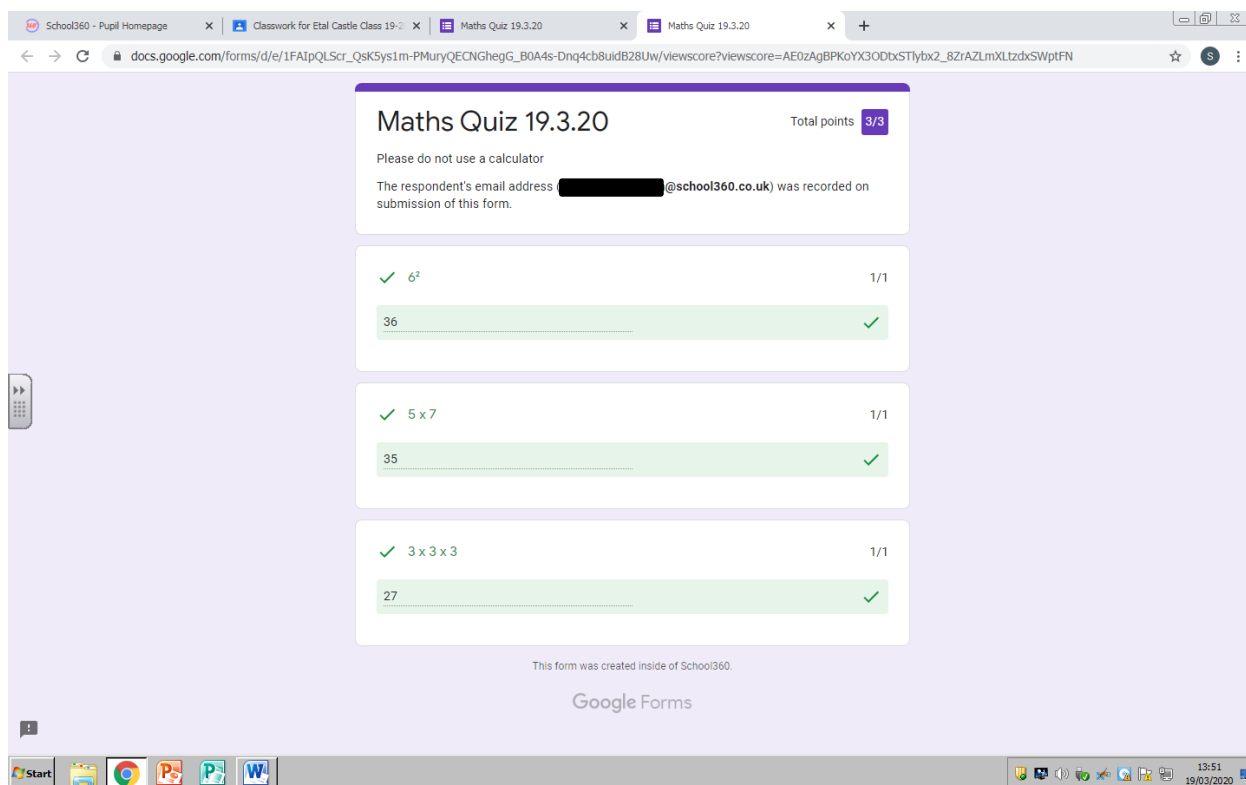 School360 - Pupil Homepage
Classwork for Etal Castle Class 19-2
Maths Quiz 19.3.20
Maths Quiz 19.3.20
docs.google.com/forms/d/e/1FAIpQLScr_QsK5ys1m-PMuryQECNGhegG_B0A4s-Dnq4cb8uidB28Uw/viewscore?viewscore=AE0zAgBPKoYX3ODtxSTlybx2_8ZrAZLmXLtzdxSWptFN
S
Maths Quiz 19.3.20
Total points 3/3
Please do not use a calculator
The respondent's email address (@school360.co.uk) was recorded on
submission of this form.
6²
1/1
36
5 x 7
1/1
35
3 x 3 x 3
1/1
27
This form was created inside of School360.
Google Forms
Start
13:51
19/03/2020